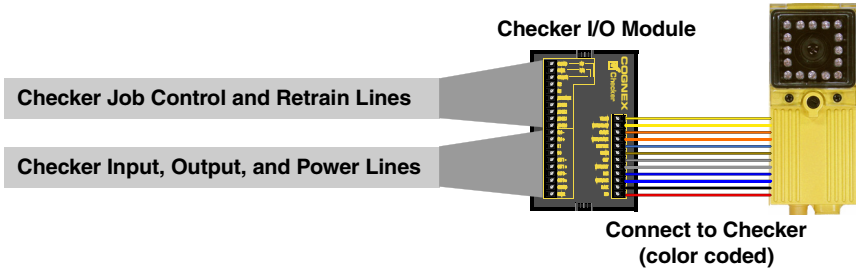 Checker I/O Module
COGNEX
Checker
Checker Job Control and Retrain Lines
Checker Input, Output, and Power Lines
Connect to Checker
(color coded)